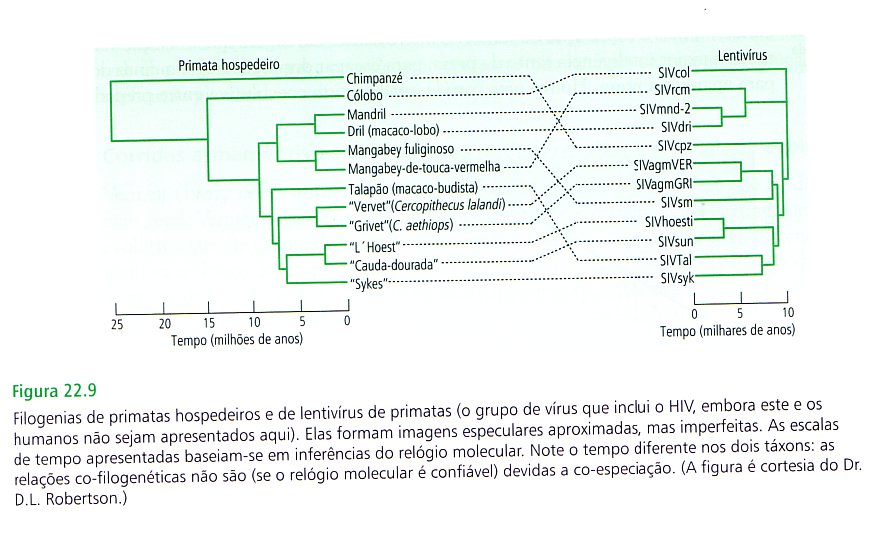 Primata hospedeiro
Lentivírus
Chimpanzé
Cólobo
Mandril
Dril (macaco-lobo)
Mangabey fuliginoso
Mangabey-de-touca-vermelha
Talapão (macaco-budista)
"Vervet"(Cercopithecus lalandi)
"Grivet"(C. aethiops)
"L´Hoest"
"Cauda-dourada"
"Sykes"
SIVcol
SIVrcm
SIVmnd-2
SIVdri
SIVcpz
SIVagmVER
SIVagmGRI
SIVsm
SIVhoesti
SIVsun
SIVTal
SIVsyk
25 20 15 10 5 0
Tempo (milhões de anos)
0 5 10
Tempo (milhares de anos)
Figura 22.9
Filogenias de primatas hospedeiros e de lentivírus de primatas (o grupo de vírus que inclui o HIV, embora este e os
humanos não sejam apresentados aqui). Elas formam imagens especulares aproximadas, mas imperfeitas. As escalas
de tempo apresentadas baseiam-se em inferências do relógio molecular. Note o tempo diferente nos dois táxons: as
relações co-filogenéticas não são (se o relógio molecular é confiável) devidas a co-especiação. (A figura é cortesia do Dr.
D.L. Robertson.)